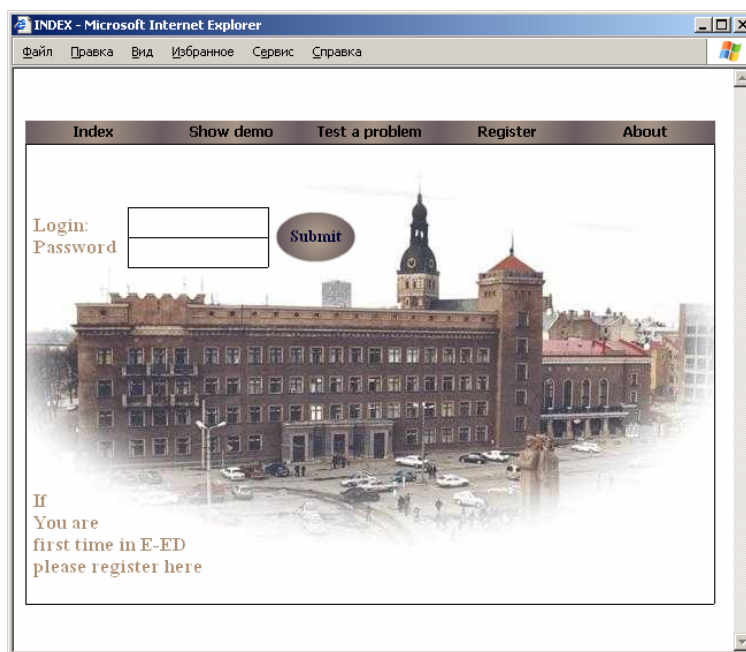 INDEX - Microsoft Internet Explorer
Файл Правка Вид Избранное Сервис Справка
Index Show demo Test a problem Register About
Login:
Password
Submit
If
You are
first time in E-ED
please register here